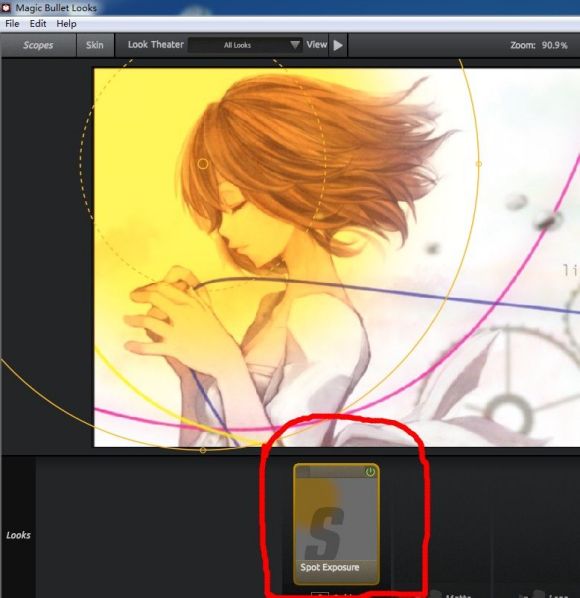 Magic Bullet Looks
File Edit Help
Scopes Skin Look Theater All Looks View Zoom: 90.9%
li
Looks
S
Spot Exposure